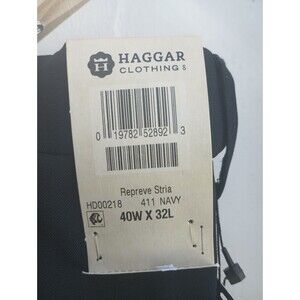 H
HAGGAR
CLOTHING CO
0 19782 52892 3
Repreve Stria
HD00218 411 NAVY
40W X 32L